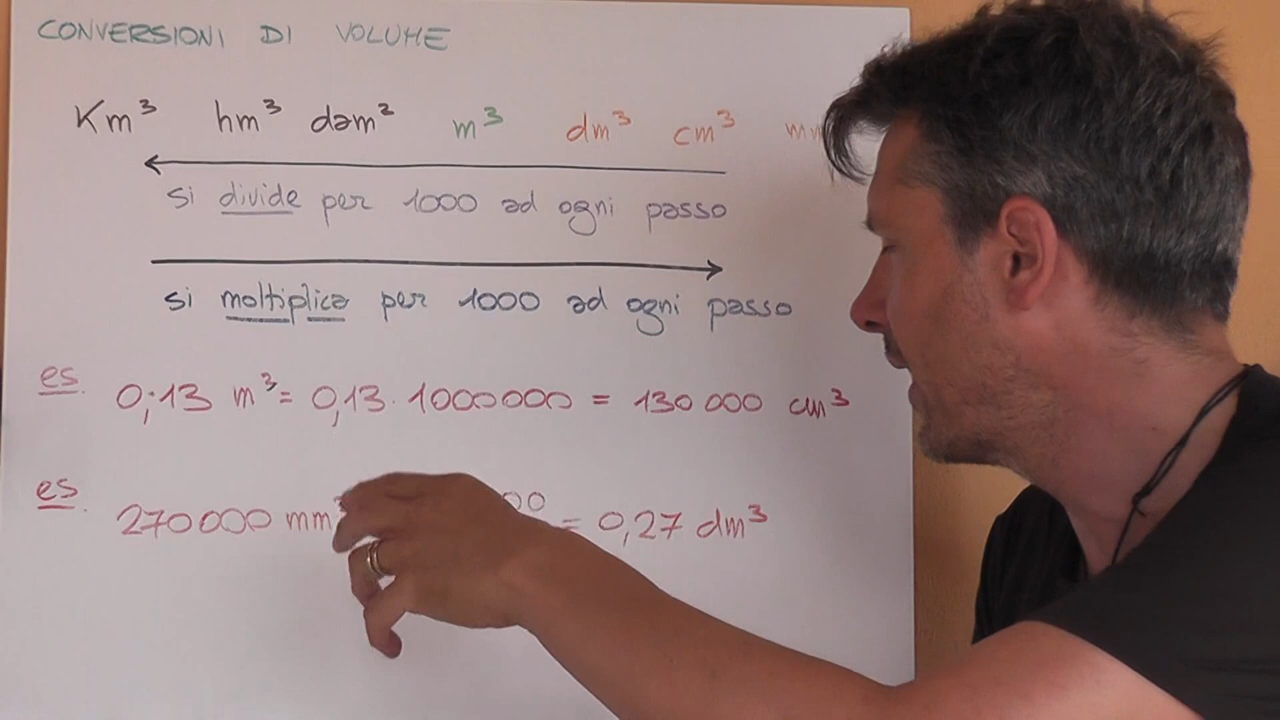 CONVERSIONI DI VOLUME
Km³ hm³ dam² m³ dm³ cm³
si divide per 1000 ad ogni passo
si moltiplica per 1000 ad ogni passo
es. 0,13 m³ = 0,13 · 1000000 = 130 000 cm³
es. 270000 mm = 0,27 dm³